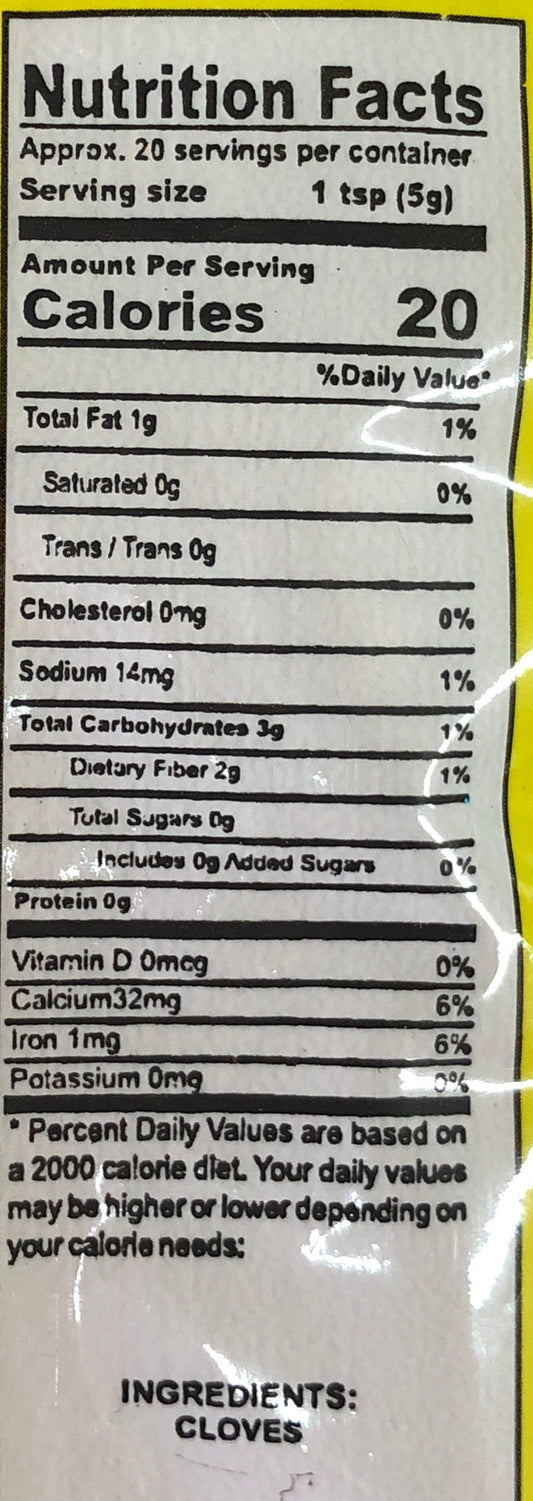 Nutrition Facts
Approx. 20 servings per container
Serving size 1 tsp (5g)
Amount Per Serving
Calories 20
%Daily Value*
Total Fat 1g 1%
Saturated 0g 0%
Trans / Trans 0g
Cholesterol 0mg 0%
Sodium 14mg 1%
Total Carbohydrates 3g 1%
Dietary Fiber 2g 1%
Total Sugars 0g
Includes 0g Added Sugars 0%
Protein 0g
Vitamin D 0mcg 0%
Calcium32mg 6%
Iron 1mg 6%
Potassium 0mg 0%
* Percent Daily Values are based on
a 2000 calorie diet. Your daily values
may be higher or lower depending on
your calorie needs:
INGREDIENTS:
CLOVES